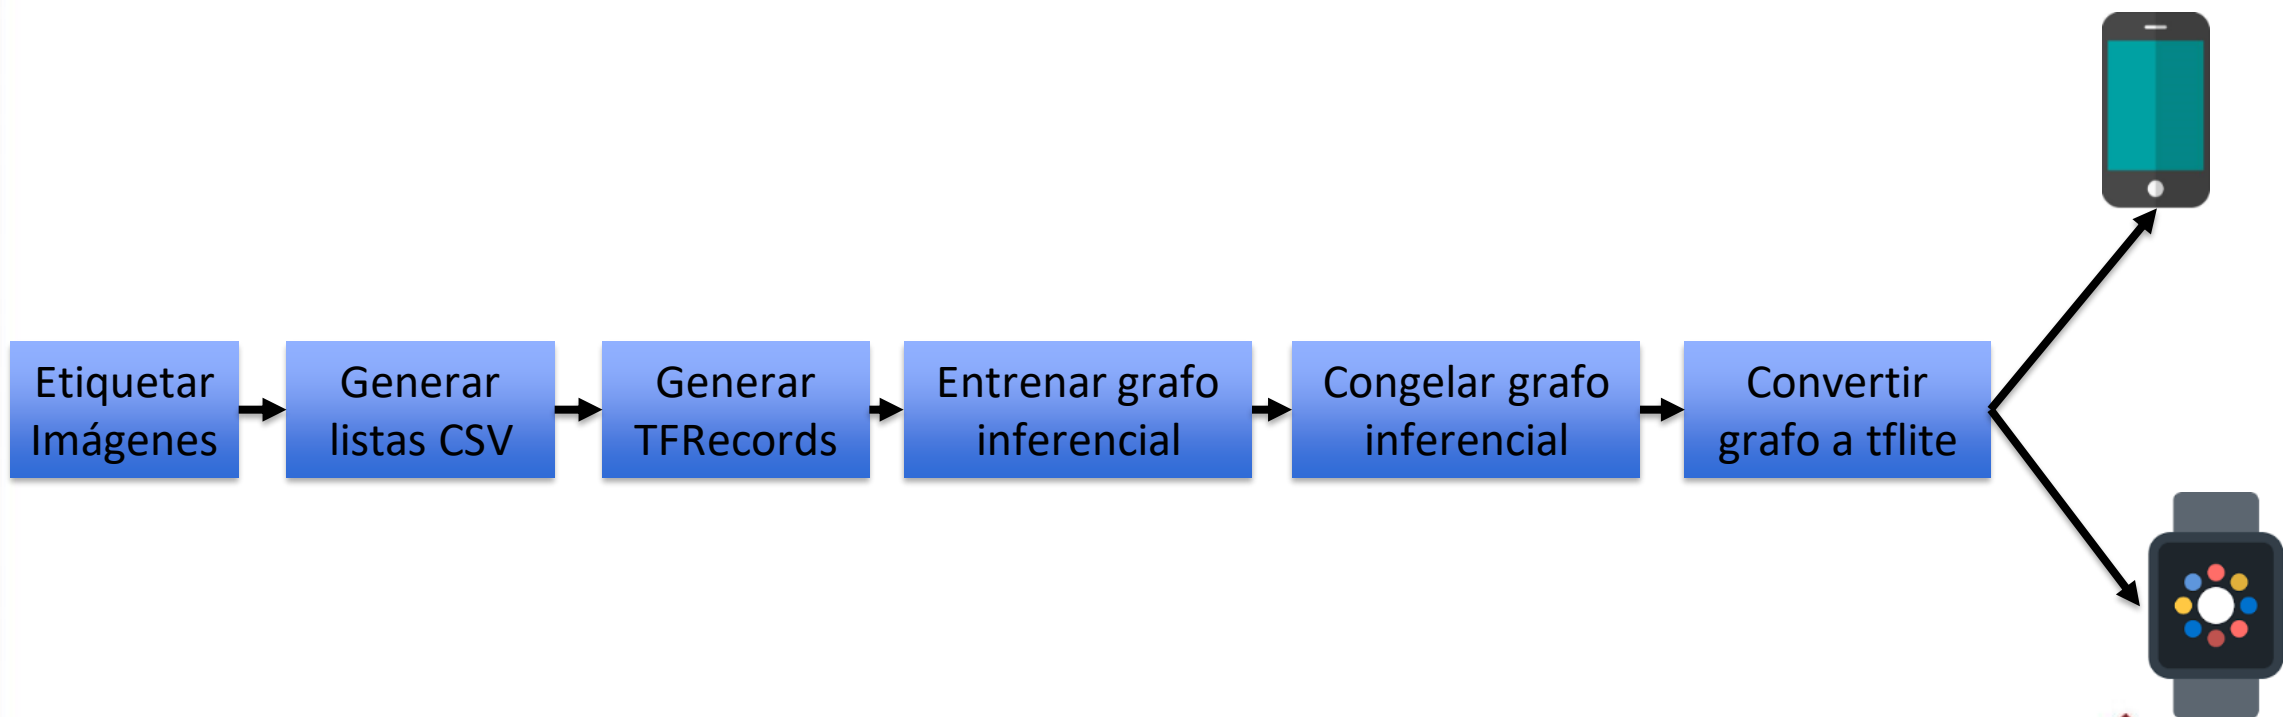 Etiquetar
Imágenes
Generar
listas CSV
Generar
TFRecords
Entrenar grafo
inferencial
Congelar grafo
inferencial
Convertir
grafo a tflite